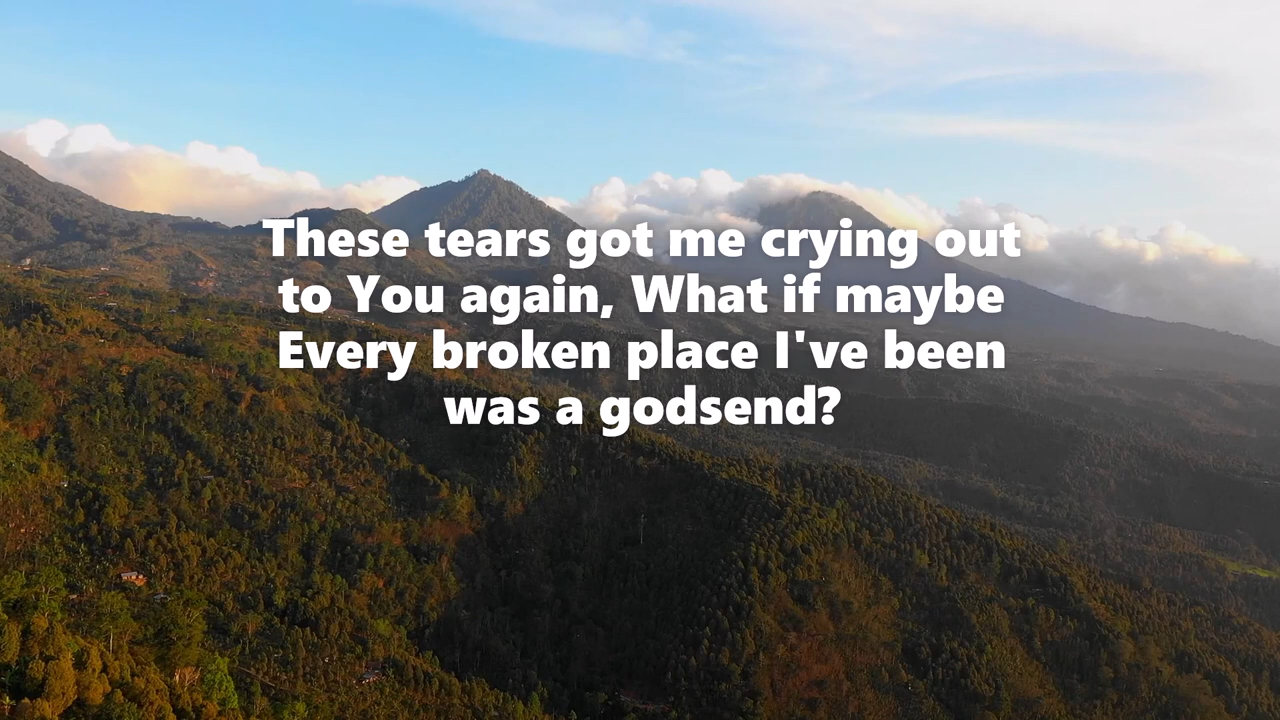 These tears got me crying out
to You again, What if maybe
Every broken place I've been
was a godsend?